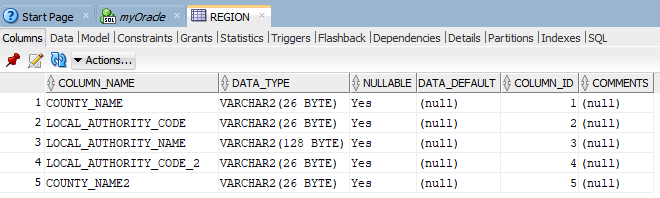 Start Page myOracle REGION
Columns Data Model Constraints Grants Statistics Triggers Flashback Dependencies Details Partitions Indexes SQL
Actions...
COLUMN_NAME DATA_TYPE NULLABLE DATA_DEFAULT COLUMN_ID COMMENTS
1 COUNTY_NAME VARCHAR2(26 BYTE) Yes (null) 1 (null)
2 LOCAL_AUTHORITY_CODE VARCHAR2(26 BYTE) Yes (null) 2 (null)
3 LOCAL_AUTHORITY_NAME VARCHAR2(128 BYTE) Yes (null) 3 (null)
4 LOCAL_AUTHORITY_CODE_2 VARCHAR2(26 BYTE) Yes (null) 4 (null)
5 COUNTY_NAME2 VARCHAR2(26 BYTE) Yes (null) 5 (null)